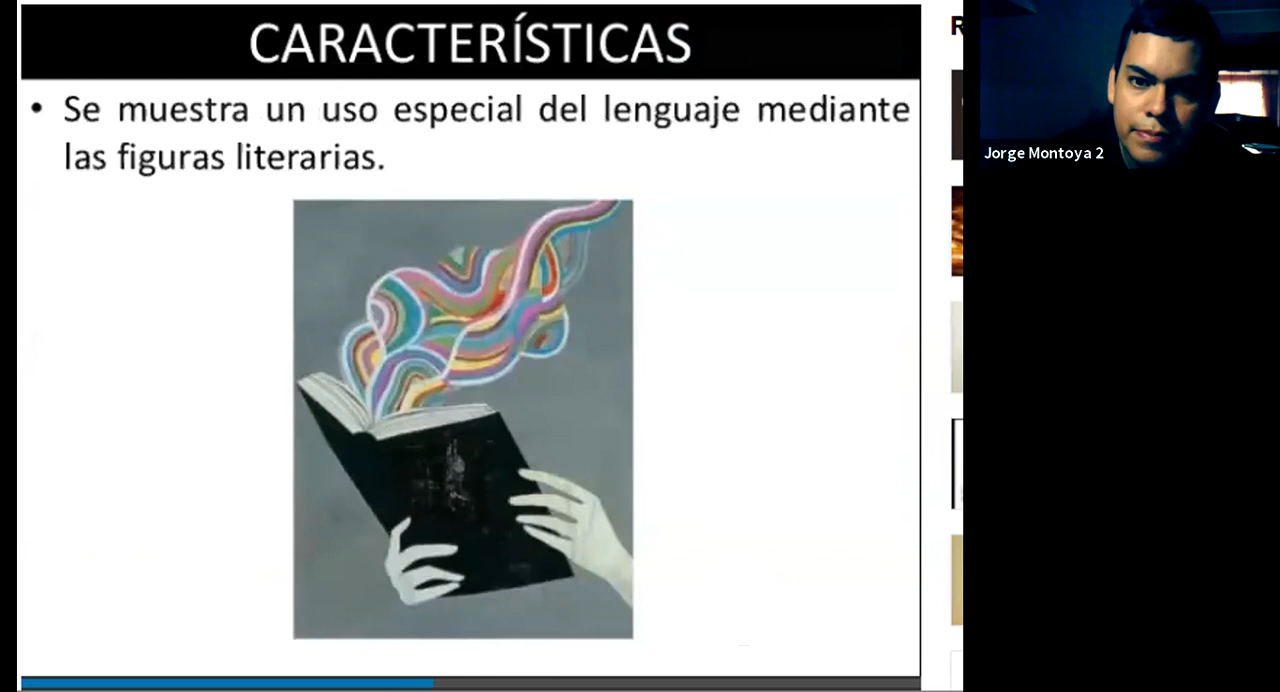 CARACTERÍSTICAS
• Se muestra un uso especial del lenguaje mediante
las figuras literarias.
R
Jorge Montoya 2